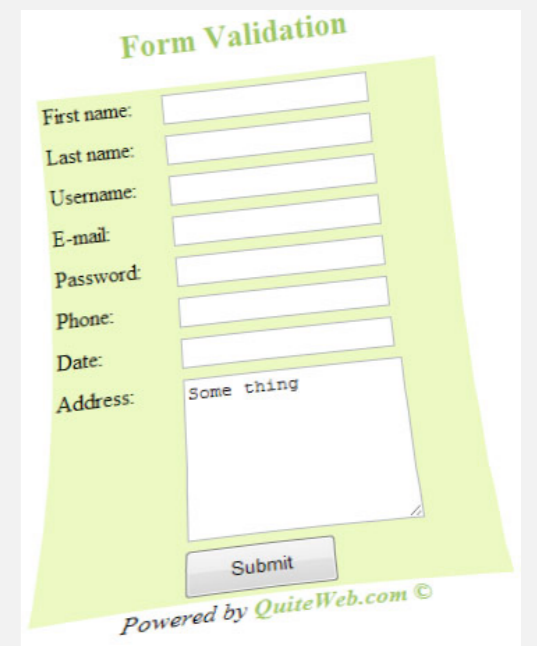 Form Validation
First name:
Last name:
Username:
E-mail:
Password:
Phone:
Date:
Address:
Some thing
Submit
Powered by QuiteWeb.com ©